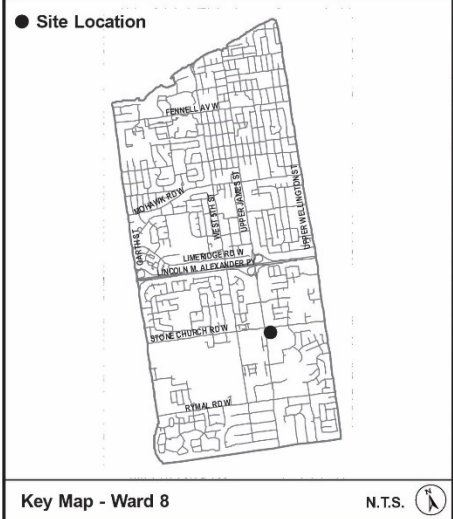 Site Location
FENNELL AV W
MOHAWK RD W
GARTH ST
WEST 5TH ST
UPPER JAMES ST
UPPER WELLINGTON ST
LIMERIDGE RD W
LINCOLN M. ALEXANDER PY
STONE CHURCH RD W
RYMAL RD W
Key Map - Ward 8
N.T.S.
N